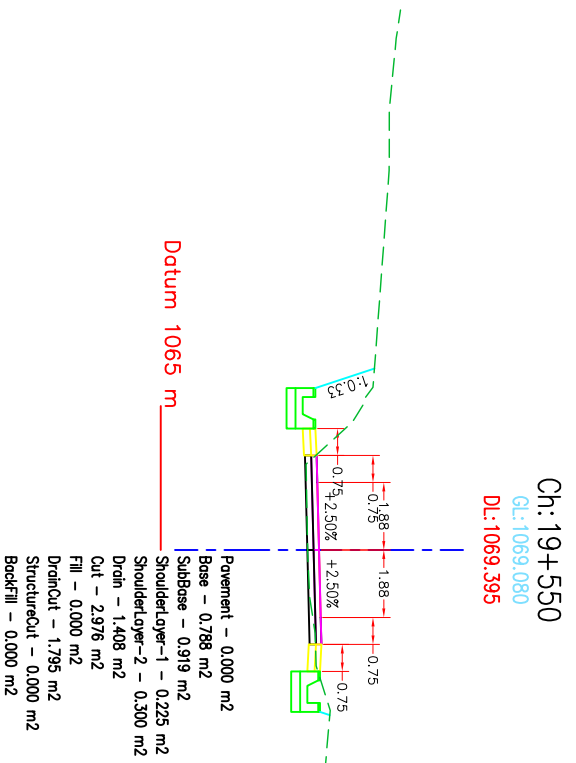 Ch: 19+550
GL:1069.080
DL:1069.395
1:0.33
0.75
0.75
1.88
1.88
0.75
0.75
+2.50%
+2.50%
Datum 1065 m
Pavement - 0.000 m2
Base - 0.788 m2
SubBase - 0.919 m2
ShoulderLayer-1 - 0.225 m2
ShoulderLayer-2 - 0.300 m2
Drain - 1.408 m2
Cut - 2.976 m2
Fill - 0.000 m2
DrainCut - 1.795 m2
StructureCut - 0.000 m2
BackFill - 0.000 m2